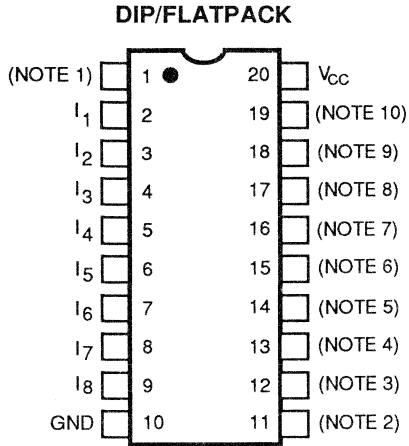 DIP/FLATPACK
(NOTE 1) 1 20 VCC
I1 2 19 (NOTE 10)
I2 3 18 (NOTE 9)
I3 4 17 (NOTE 8)
I4 5 16 (NOTE 7)
I5 6 15 (NOTE 6)
I6 7 14 (NOTE 5)
I7 8 13 (NOTE 4)
I8 9 12 (NOTE 3)
GND 10 11 (NOTE 2)